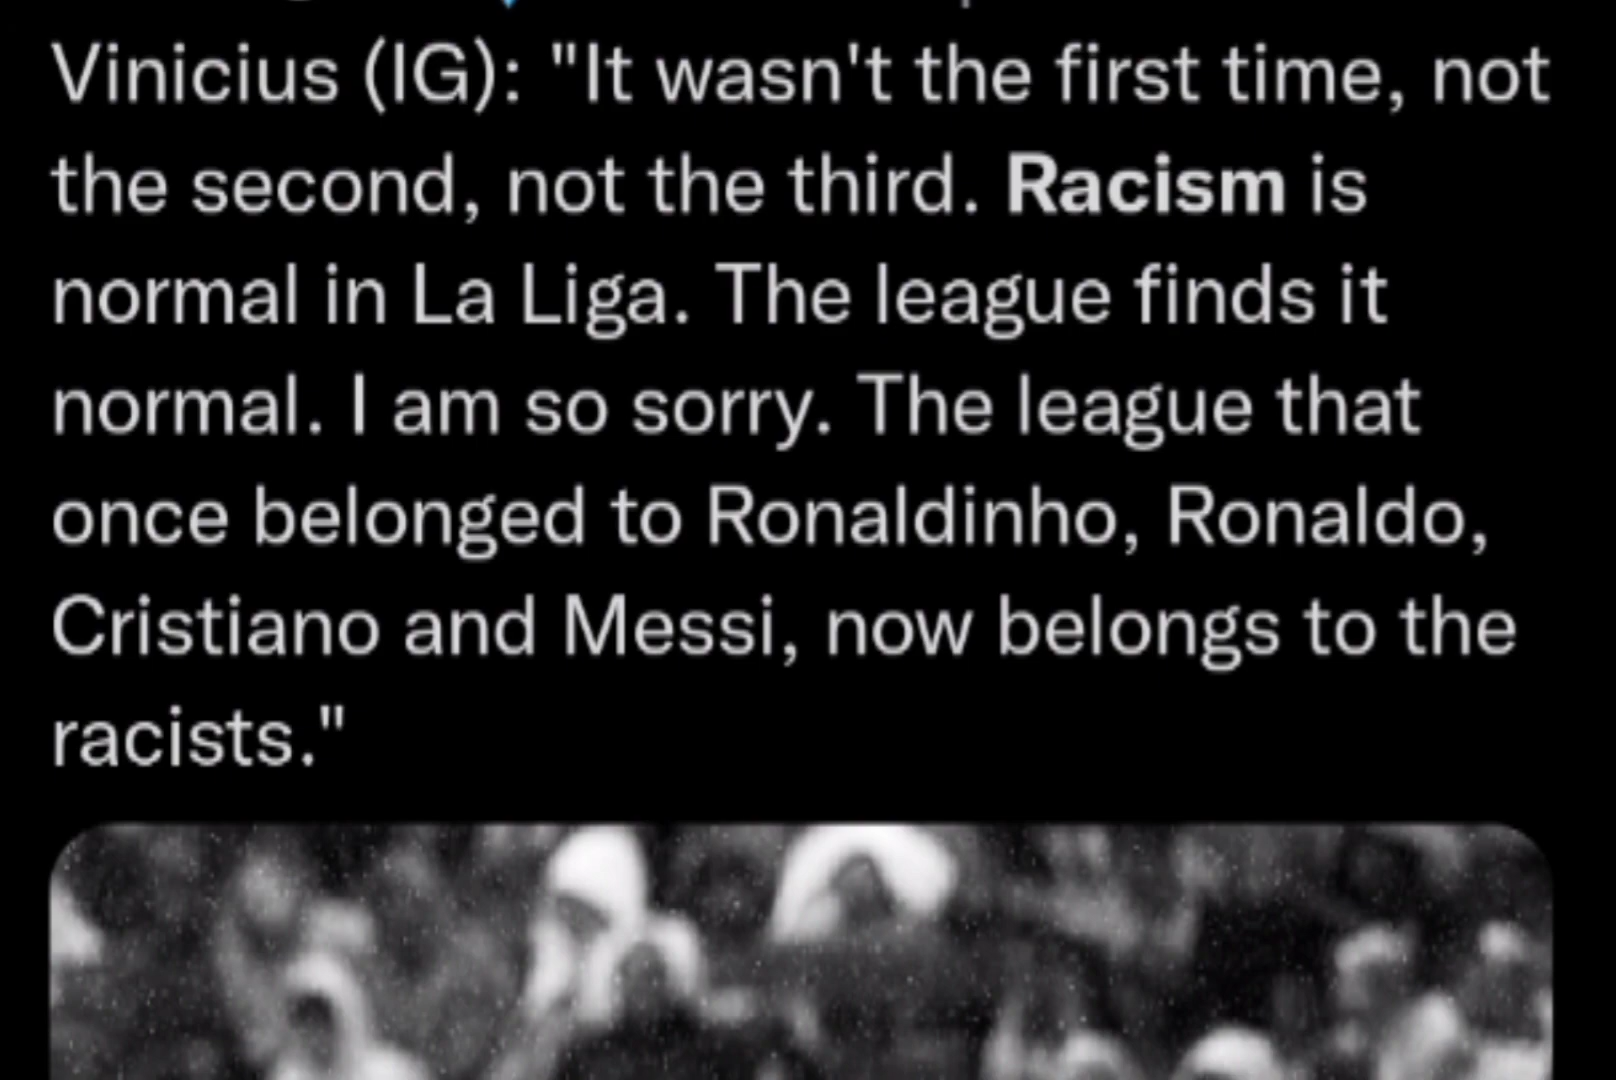 Vinicius (IG): "It wasn't the first time, not
the second, not the third. Racism is
normal in La Liga. The league finds it
normal. I am so sorry. The league that
once belonged to Ronaldinho, Ronaldo,
Cristiano and Messi, now belongs to the
racists."